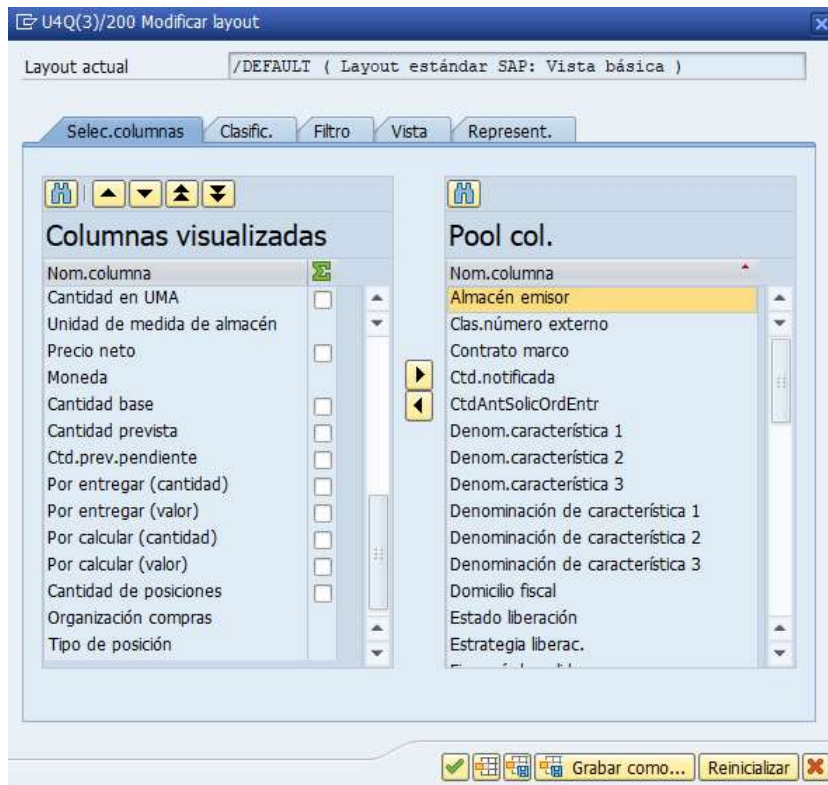 U4Q(3)/200 Modificar layout
Layout actual
/DEFAULT ( Layout estándar SAP: Vista básica )
Selec.columnas
Clasific.
Filtro
Vista
Represent.
Columnas visualizadas
Nom.columna
Cantidad en UMA
Unidad de medida de almacén
Precio neto
Moneda
Cantidad base
Cantidad prevista
Ctd.prev.pendiente
Por entregar (cantidad)
Por entregar (valor)
Por calcular (cantidad)
Por calcular (valor)
Cantidad de posiciones
Organización compras
Tipo de posición
Pool col.
Nom.columna
Almacén emisor
Clas.número externo
Contrato marco
Ctd.notificada
CtdAntSolicOrdEntr
Denom.característica 1
Denom.característica 2
Denom.característica 3
Denominación de característica 1
Denominación de característica 2
Denominación de característica 3
Domicilio fiscal
Estado liberación
Estrategia liberac.
Grabar como...
Reinicializar